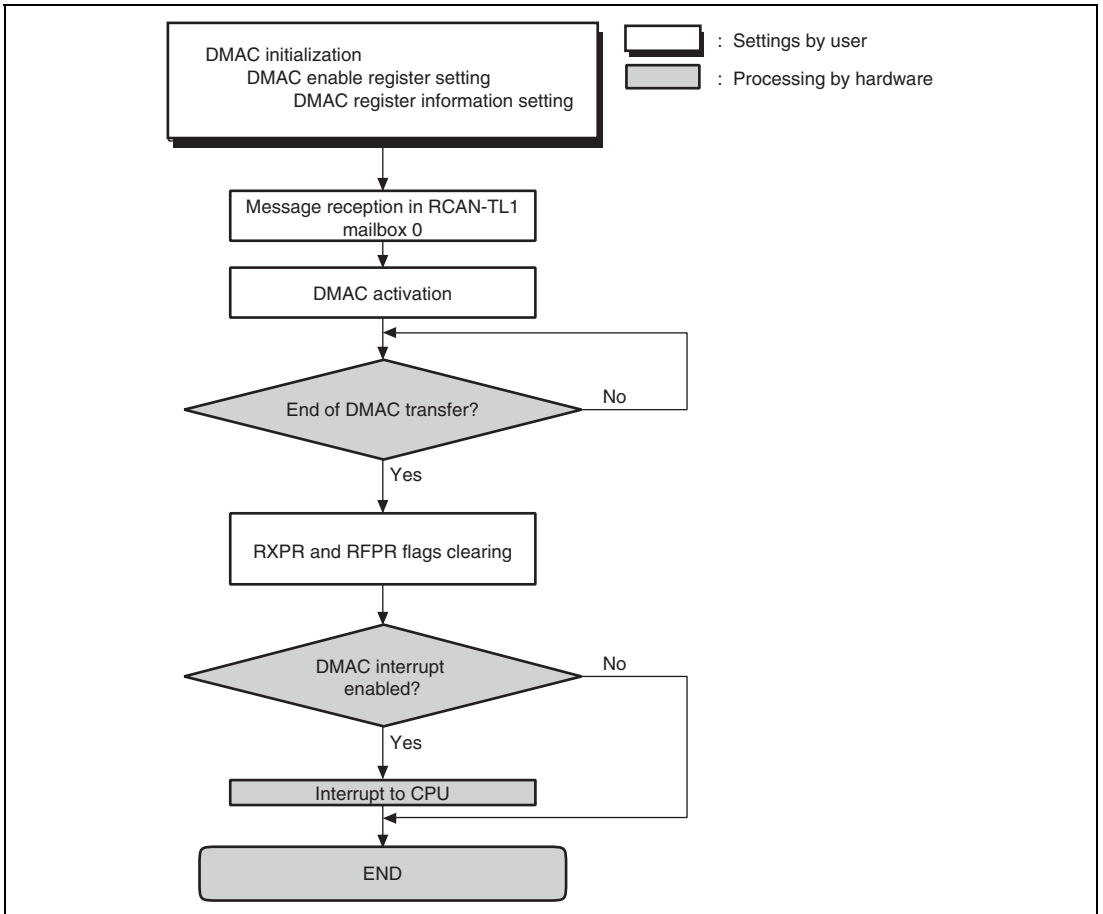 DMAC initialization
DMAC enable register setting
DMAC register information setting
: Settings by user
: Processing by hardware
Message reception in RCAN-TL1
mailbox 0
DMAC activation
End of DMAC transfer?
No
Yes
RXPR and RFPR flags clearing
DMAC interrupt
enabled?
No
Yes
Interrupt to CPU
END